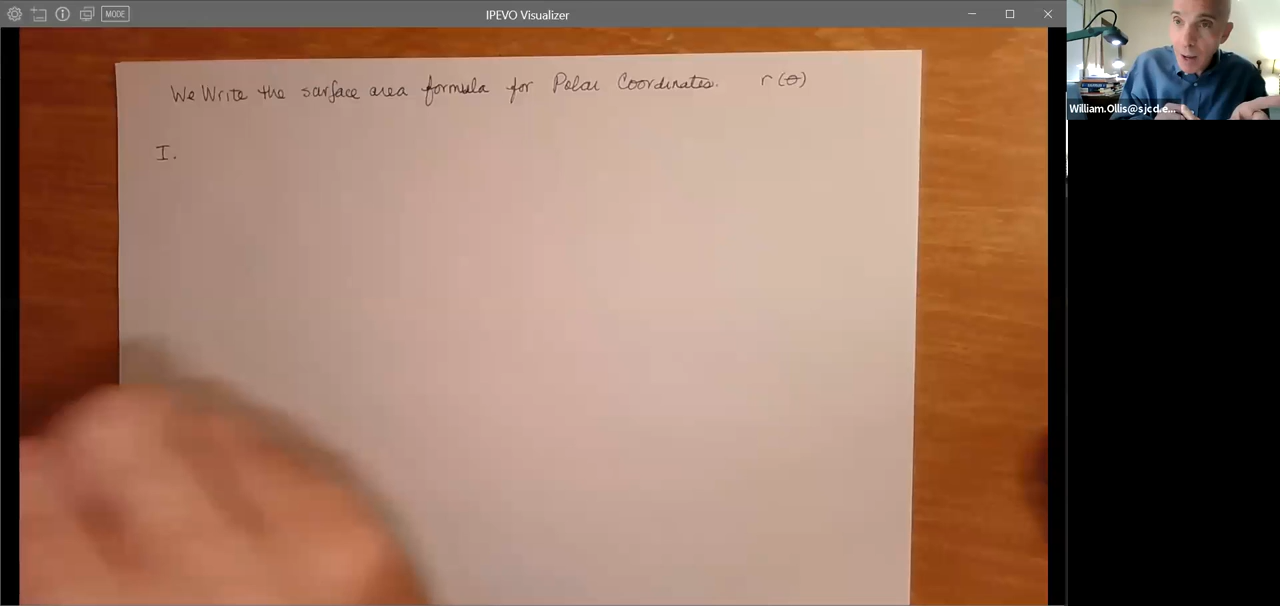 MODE
IPEVO Visualizer
William.Ollis@sjcd.e...
We Write the surface area formula for Polar Coordinates. r(θ)
I.